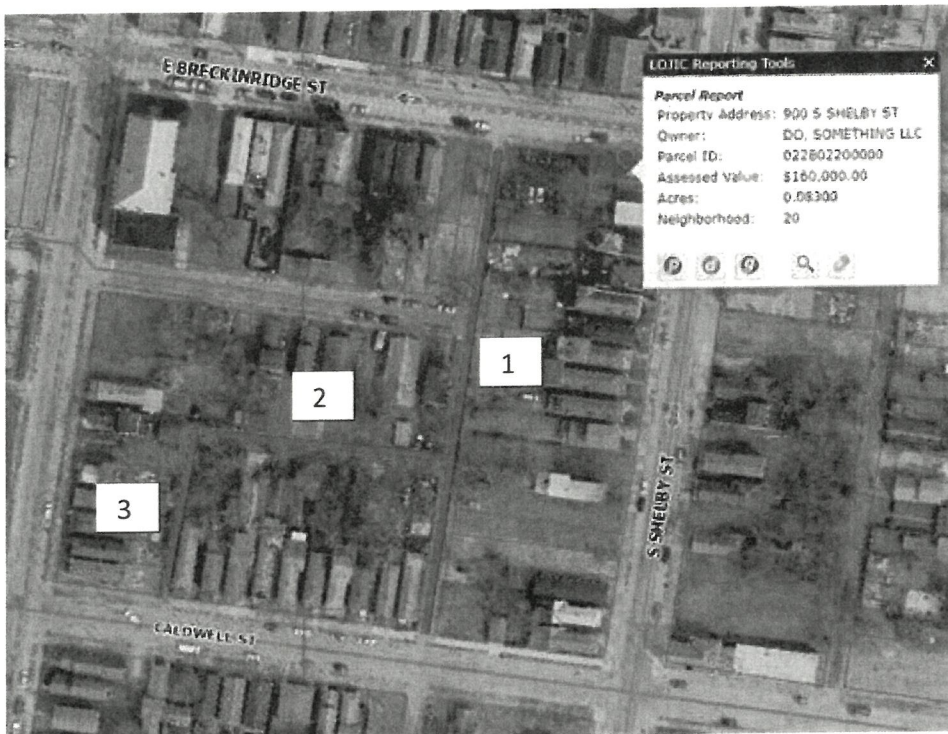 E BRECKINRIDGE ST
LOJIC Reporting Tools X
Parcel Report
Property Address: 900 S SHELBY ST
Owner: DO, SOMETHING LLC
Parcel ID: 022B02200000
Assessed Value: $160,000.00
Acres: 0.08300
Neighborhood: 20
1
2
3
S SHELBY ST
CALDWELL ST